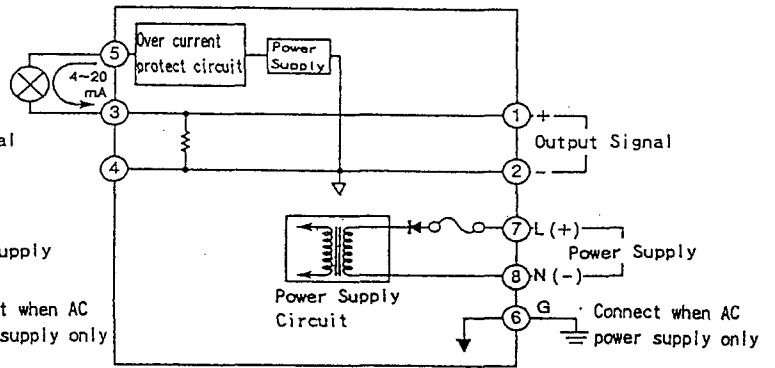 Over current
protect circuit
Power
Supply
5
4~20
mA
3
4
1 +
Output Signal
2 -
al
7 L(+)
Power Supply
8 N(-)
upply
Power Supply
Circuit
6 G
Connect when AC
power supply only
t when AC
supply only